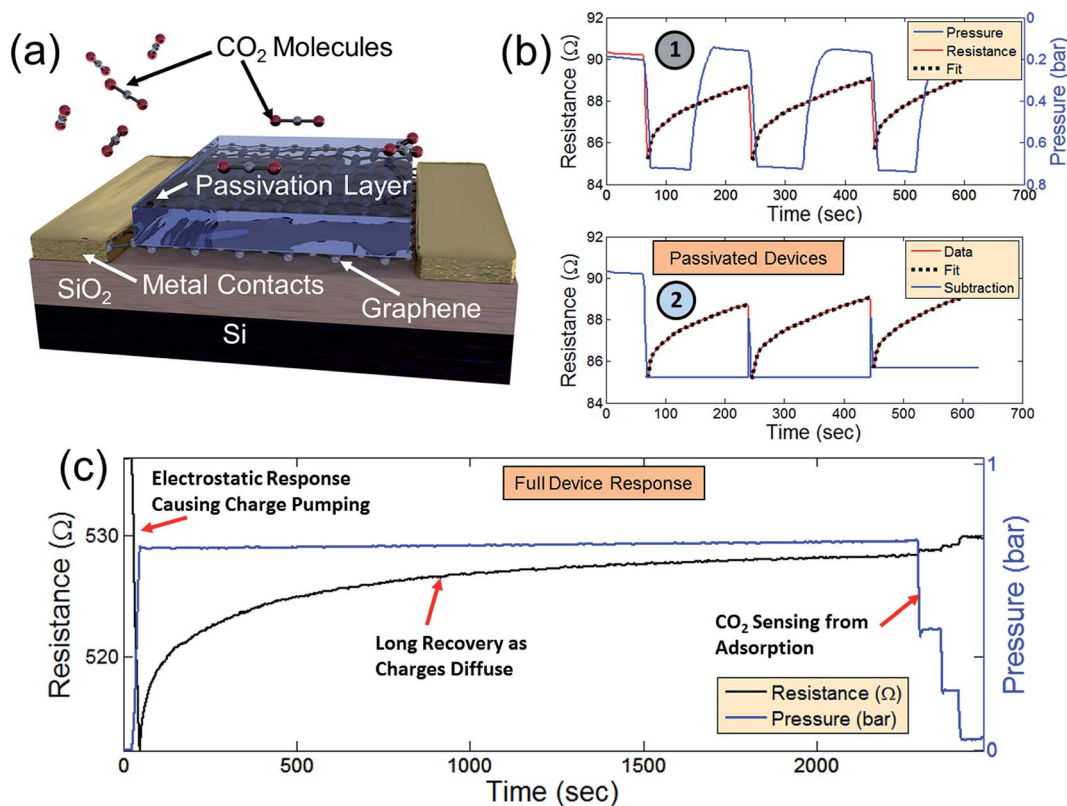 (a)
CO2 Molecules
Passivation Layer
Metal Contacts
SiO2
Graphene
Si
(b)
1
92
90
88
86
84
Resistance (Ω)
0
0.2
0.4
0.6
0.8
Pressure (bar)
Pressure
Resistance
Fit
0 100 200 300 400 500 600 700
Time (sec)
Passivated Devices
2
92
90
88
86
84
Resistance (Ω)
Data
Fit
Subtraction
0 100 200 300 400 500 600 700
Time (sec)
(c)
Full Device Response
Electrostatic Response
Causing Charge Pumping
Long Recovery as
Charges Diffuse
CO2 Sensing from
Adsorption
Resistance (Ω)
Pressure (bar)
530
520
Resistance (Ω)
1
0
Pressure (bar)
0 500 1000 1500 2000
Time (sec)